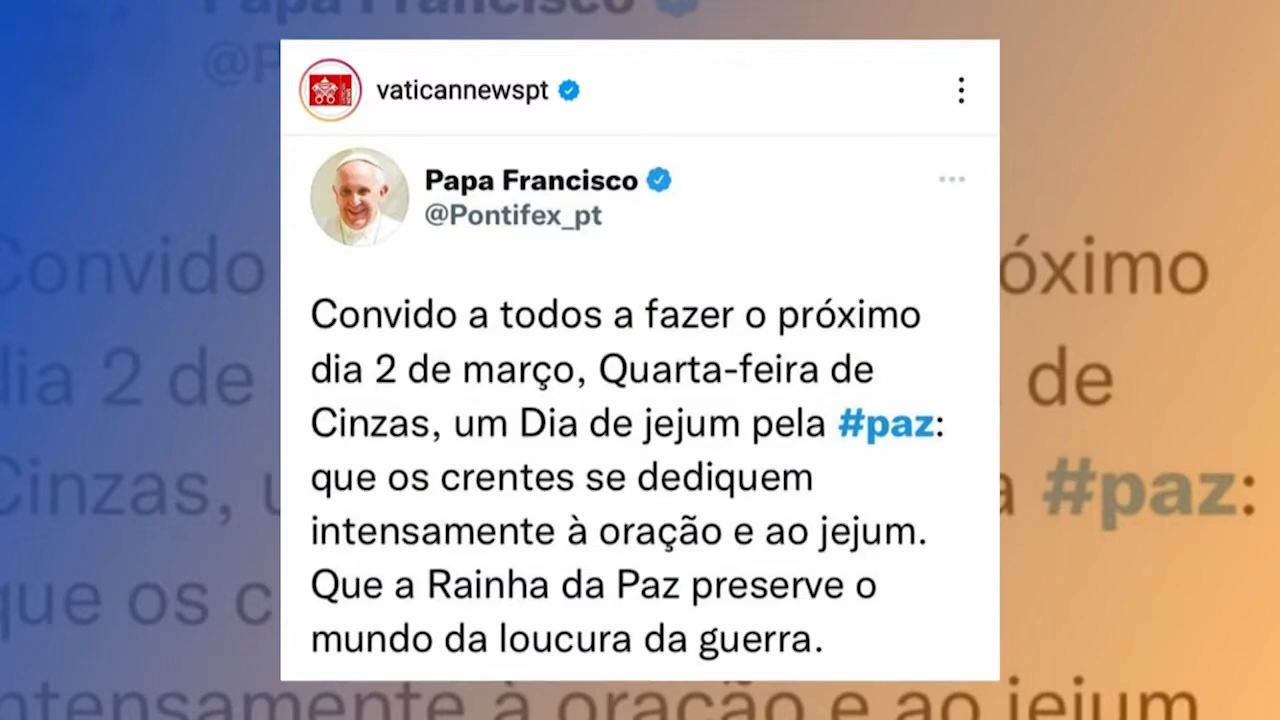 vaticannewspt
Papa Francisco
@Pontifex_pt
Convido a todos a fazer o próximo
dia 2 de março, Quarta-feira de
Cinzas, um Dia de jejum pela #paz:
que os crentes se dediquem
intensamente à oração e ao jejum.
Que a Rainha da Paz preserve o
mundo da loucura da guerra.